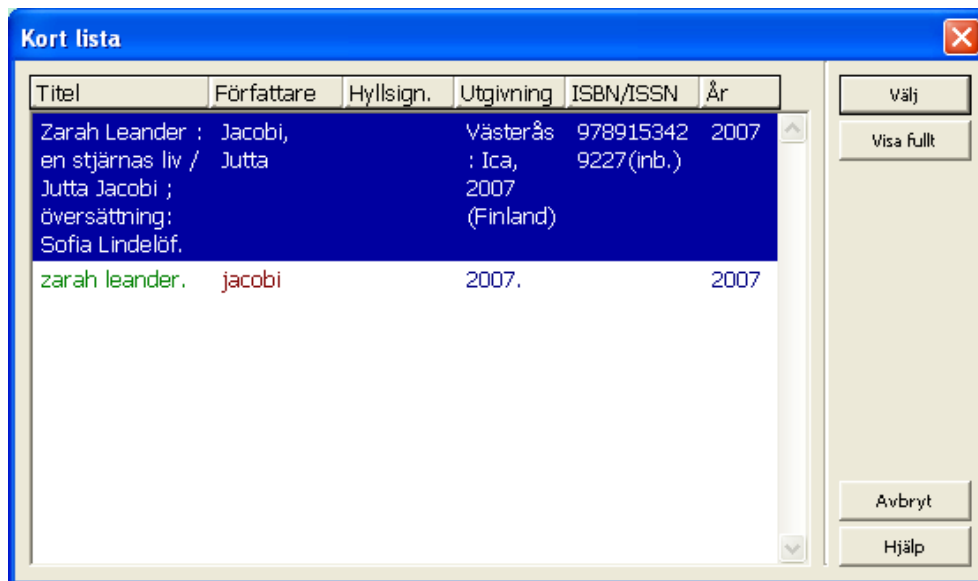 Kort lista
Titel Författare Hyllsign. Utgivning ISBN/ISSN År
Zarah Leander : Jacobi, Västerås 978915342 2007
en stjärnas liv / Jutta : Ica, 9227(inb.)
Jutta Jacobi ; 2007
översättning: (Finland)
Sofia Lindelöf.
zarah leander. jacobi 2007. 2007
Välj
Visa fullt
Avbryt
Hjälp